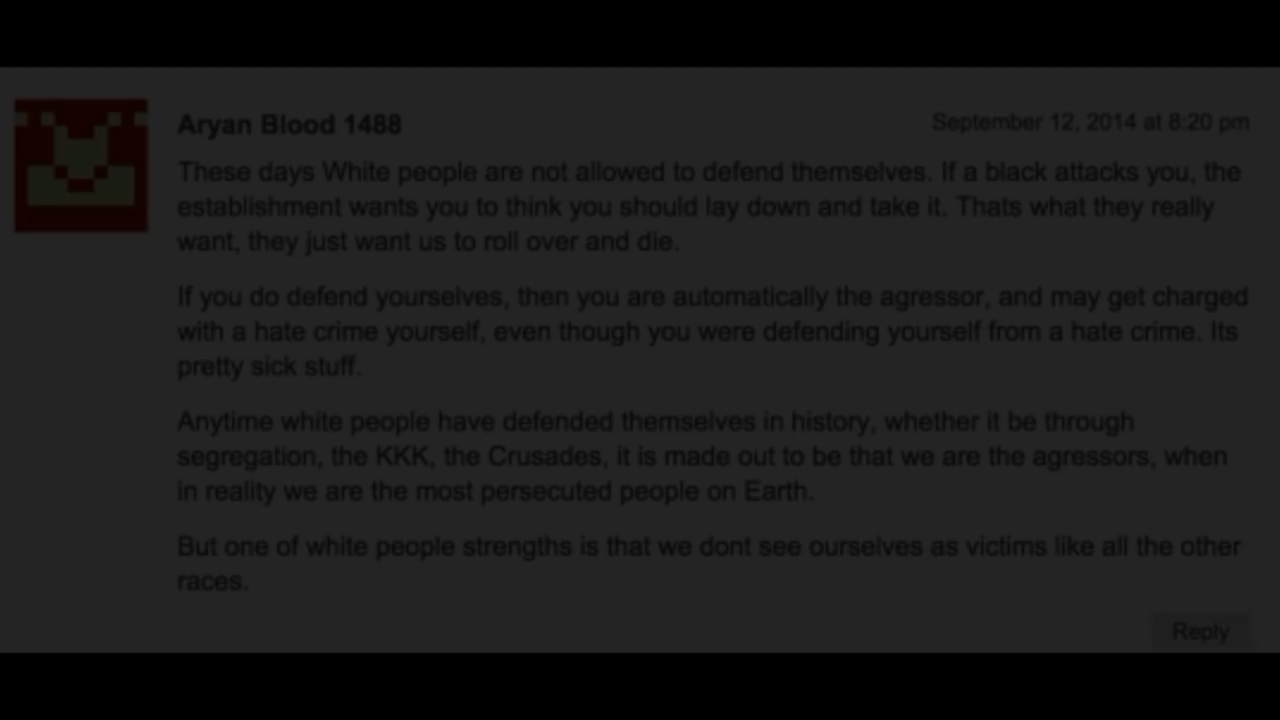 Aryan Blood 1488
September 12, 2014 at 8:20 pm
These days White people are not allowed to defend themselves. If a black attacks you, the
establishment wants you to think you should lay down and take it. Thats what they really
want, they just want us to roll over and die.
If you do defend yourselves, then you are automatically the agressor, and may get charged
with a hate crime yourself, even though you were defending yourself from a hate crime. Its
pretty sick stuff.
Anytime white people have defended themselves in history, whether it be through
segregation, the KKK, the Crusades, it is made out to be that we are the agressors, when
in reality we are the most persecuted people on Earth.
But one of white people strengths is that we dont see ourselves as victims like all the other
races.
Reply